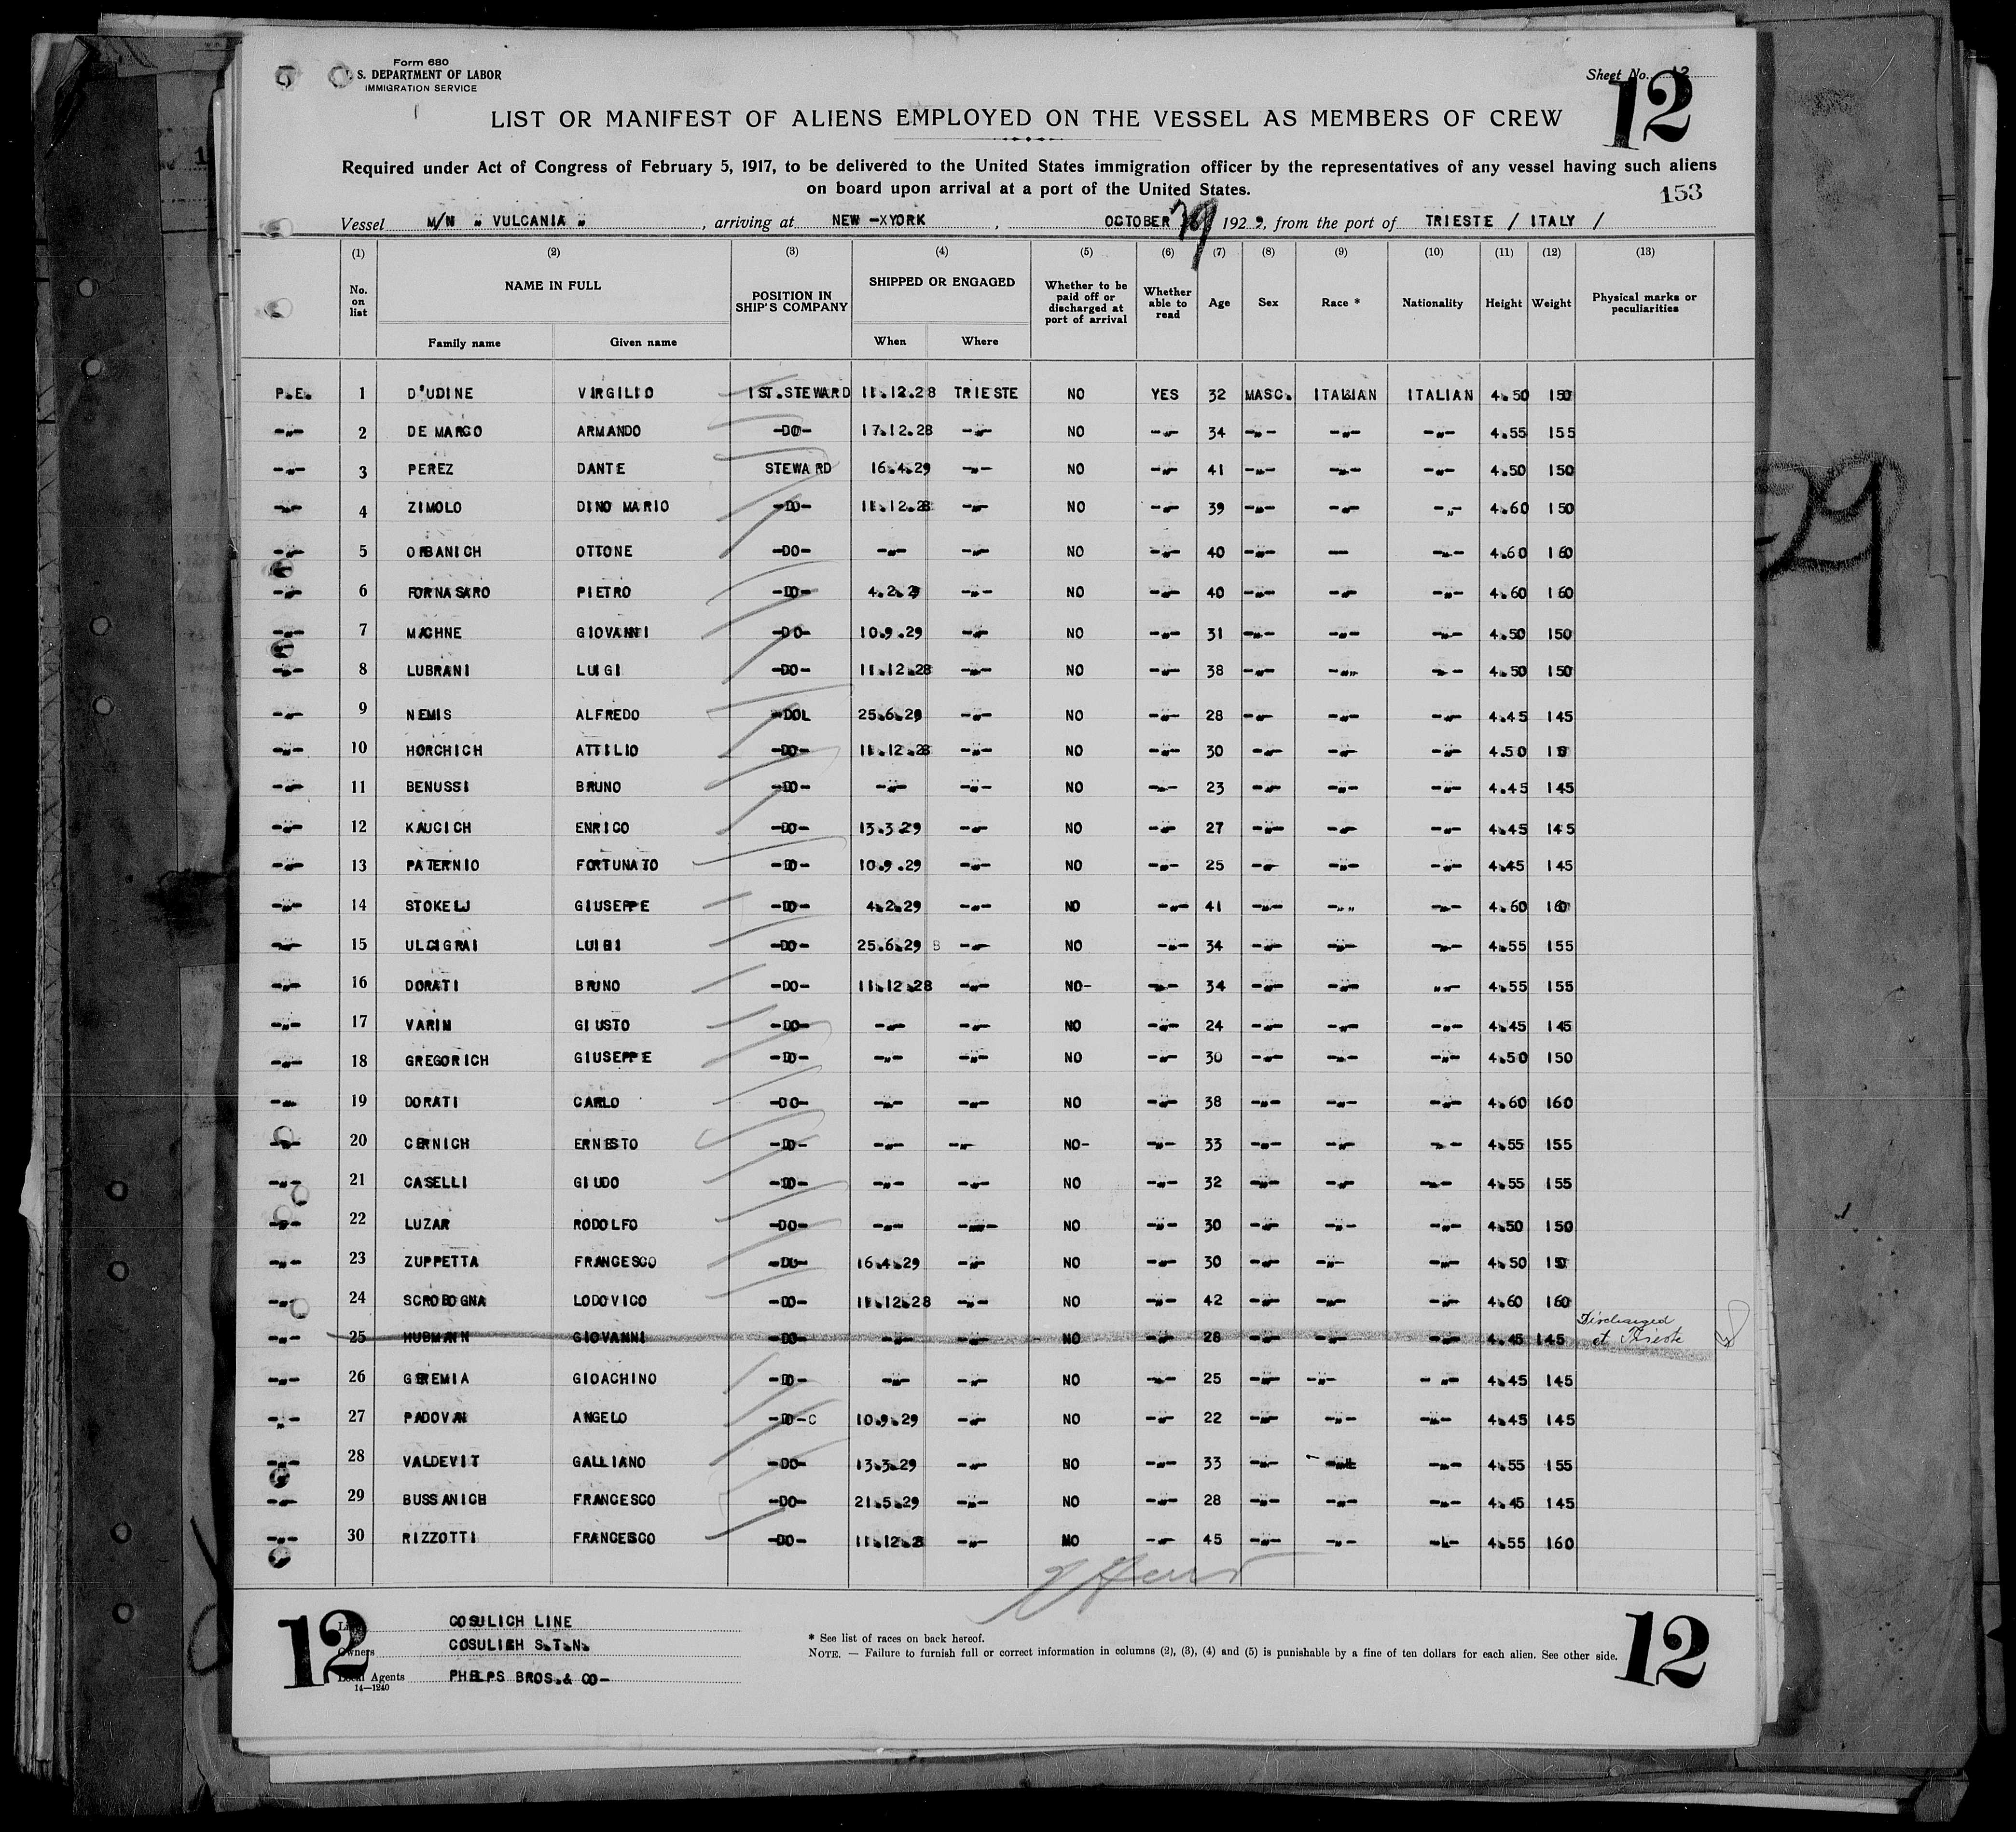 Form 680
U. S. DEPARTMENT OF LABOR
IMMIGRATION SERVICE
Sheet No. 12
12
LIST OR MANIFEST OF ALIENS EMPLOYED ON THE VESSEL AS MEMBERS OF CREW
Required under Act of Congress of February 5, 1917, to be delivered to the United States immigration officer by the representatives of any vessel having such aliens
on board upon arrival at a port of the United States.
153
Vessel M/N " VULCANIA " , arriving at NEW -XYORK , OCTOBER 29 1929, from the port of TRIESTE / ITALY /
(1) (2) (3) (4) (5) (6) (7) (8) (9) (10) (11) (12) (13)
No. on list NAME IN FULL POSITION IN SHIP'S COMPANY SHIPPED OR ENGAGED Whether to be paid off or discharged at port of arrival Whether able to read Age Sex Race * Nationality Height Weight Physical marks or peculiarities
Family name Given name When Where
P.E. 1 D'UDINE VIRGILIO 1ST.STEWARD 11.12.28 TRIESTE NO YES 32 MASC. ITALIAN ITALIAN 4.50 150
-"- 2 DE MARCO ARMANDO -DO- 17.12.28 -"- NO -"- 34 -"- -"- -"- 4.55 155
-"- 3 PEREZ DANTE STEWARD 16.4.29 -"- NO -"- 41 -"- -"- -"- 4.50 150
-"- 4 ZIMOLO DINO MARIO -DO- 11.12.28 -"- NO -"- 39 -"- -"- -"- 4.60 150
-"- 5 ORBANICH OTTONE -DO- -"- -"- NO -"- 40 -"- -- -"- 4.60 160
-"- 6 FORNASARO PIETRO -DO- 4.2.2 -"- NO -"- 40 -"- -"- -"- 4.60 160
-"- 7 MACHNE GIOVANNI -DO- 10.9.29 -"- NO -"- 31 -"- -"- -"- 4.50 150
-"- 8 LUBRANI LUIGI -DO- 11.12.28 -"- NO -"- 38 -"- -"" -"- 4.50 150
-"- 9 NEMIS ALFREDO -DOL 25.6.29 -"- NO -"- 28 -"- -"- -"- 4.45 145
-"- 10 HORCHICH ATTILIO -DO- 11.12.28 -"- NO -"- 30 -"- -"- -"- 4.50
-"- 11 BENUSSI BRUNO -DO- -"- -"- NO -"- 23 -"- -"- -"- 4.45 145
-"- 12 KAUCICH ENRICO -DO- 13.3.29 -"- NO -"- 27 -"- -"- -"- 4.45 145
-"- 13 PATERNIO FORTUNATO -DO- 10.9.29 -"- NO -"- 25 -"- -"- -"- 4.45 145
-"- 14 STOKELJ GIUSEPPE -DO- 4.2.29 -"- NO -"- 41 -"- -"" -"- 4.60 160
-"- 15 ULCIGRAI LUIGI -DO- 25.6.29 B -"- NO -"- 34 -"- -"- -"- 4.55 155
-"- 16 DORATI BRUNO -DO- 11.12.28 -"- NO- -"- 34 -"- -"- ""- 4.55 155
-"- 17 VARIN GIUSTO -DO- -"- -"- NO -"- 24 -"- -"- -"- 4.45 145
-"- 18 GREGORICH GIUSEPPE -DO- -"- -"- NO -"- 30 -"- -"- -"- 4.50 150
-"- 19 DORATI CARLO -DO- -"- -"- NO -"- 38 -"- -"- -"- 4.60 160
-"- 20 CERNICH ERNESTO -DO- -"- -"- NO- -"- 33 -"- -"- -"- 4.55 155
-"- 21 CASELLI GIUDO -DO- -"- -"- NO -"- 32 -"- -"- -"- 4.55 155
-"- 22 LUZAR RODOLFO -DO- -"- -"- NO -"- 30 -"- -"- -"- 4.50 150
-"- 23 ZUPPETTA FRANCESCO -DO- 16.4.29 -"- NO -"- 30 -"- -"- -"- 4.50 150
-"- 24 SCROBOGNA LODOVICO -DO- 11.12.28 -"- NO -"- 42 -"- -"- -"- 4.60 160
-"- 25 HUBMANN GIOVANNI -DO- -"- -"- NO -"- 28 -"- -"- -"- 4.45 145 Discharged at Trieste
-"- 26 GEREMIA GIOACHINO -DO- -"- -"- NO -"- 25 -"- -"- -"- 4.45 145
-"- 27 PADOVAN ANGELO -DO-C 10.9.29 -"- NO -"- 22 -"- -"- -"- 4.45 145
-"- 28 VALDEVIT GALLIANO -DO- 13.3.29 -"- NO -"- 33 -"- -"- -"- 4.55 155
-"- 29 BUSSANICH FRANCESCO -DO- 21.5.29 -"- NO -"- 28 -"- -"- -"- 4.45 145
-"- 30 RIZZOTTI FRANCESCO -DO- 11.12.28 -"- NO -"- 45 -"- -"- -"- 4.55 160
12
Line COSULICH LINE
Owners COSULICH S.T.N.
Local Agents PHELPS BROS.& CO-
14—1240
* See list of races on back hereof.
NOTE. — Failure to furnish full or correct information in columns (2), (3), (4) and (5) is punishable by a fine of ten dollars for each alien. See other side.
12
29